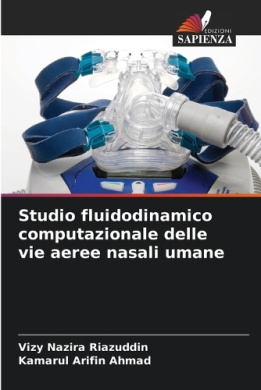 EDIZIONI
SAPIENZA
Studio fluidodinamico
computazionale delle
vie aeree nasali umane
Vizy Nazira Riazuddin
Kamarul Arifin Ahmad